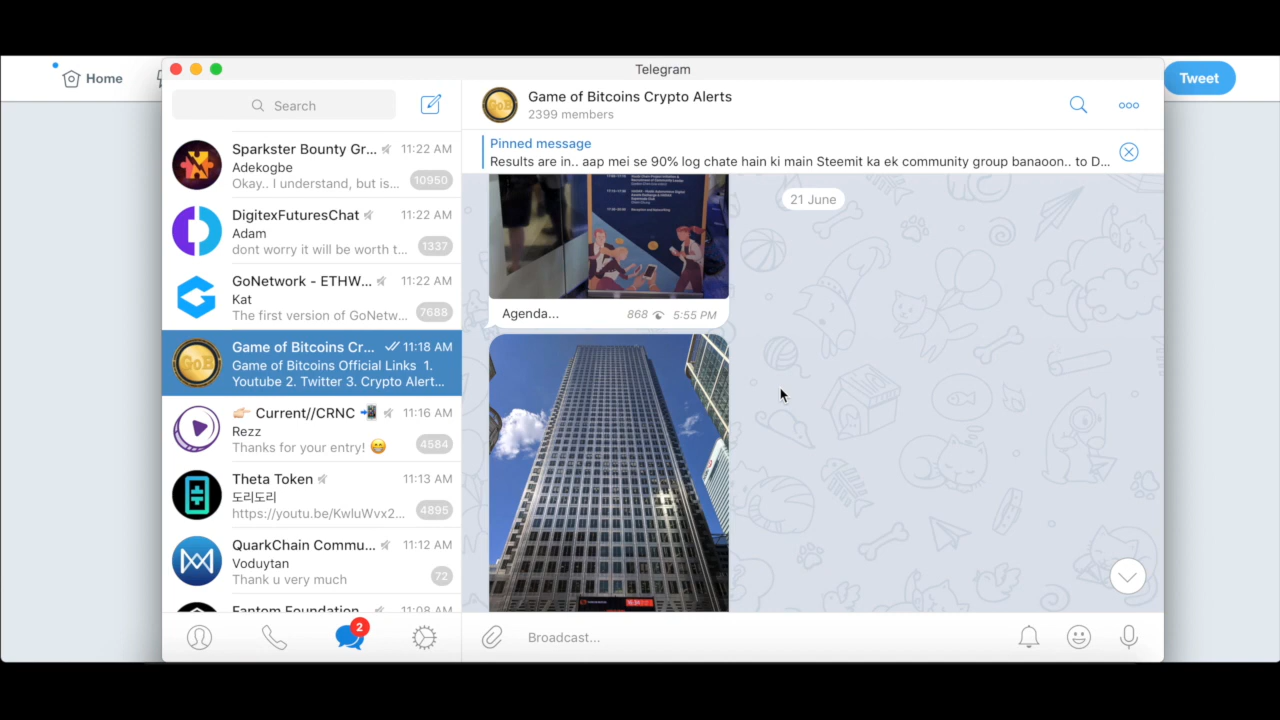 Home
Telegram
Tweet
Search
Game of Bitcoins Crypto Alerts
2399 members
Pinned message
Results are in.. aap mei se 90% log chate hain ki main Steemit ka ek community group banaoon.. to D...
Sparkster Bounty Gr... 11:22 AM
Adekogbe
Okay.. I understand, but is... 10950
DigitexFuturesChat 11:22 AM
Adam
dont worry it will be worth t... 1337
GoNetwork - ETHW... 11:22 AM
Kat
The first version of GoNetw... 7688
Game of Bitcoins Cr... 11:18 AM
Game of Bitcoins Official Links 1.
Youtube 2. Twitter 3. Crypto Alert...
GoB
👉🏻 Current//CRNC 📲 11:16 AM
Rezz
Thanks for your entry! 😁 4584
Theta Token 11:13 AM
도리도리
https://youtu.be/KwluWvx2... 4895
QuarkChain Commu... 11:12 AM
Voduytan
Thank u very much 72
Fantom Foundation 11:08 AM
2
21 June
Agenda... 868 5:55 PM
Broadcast...